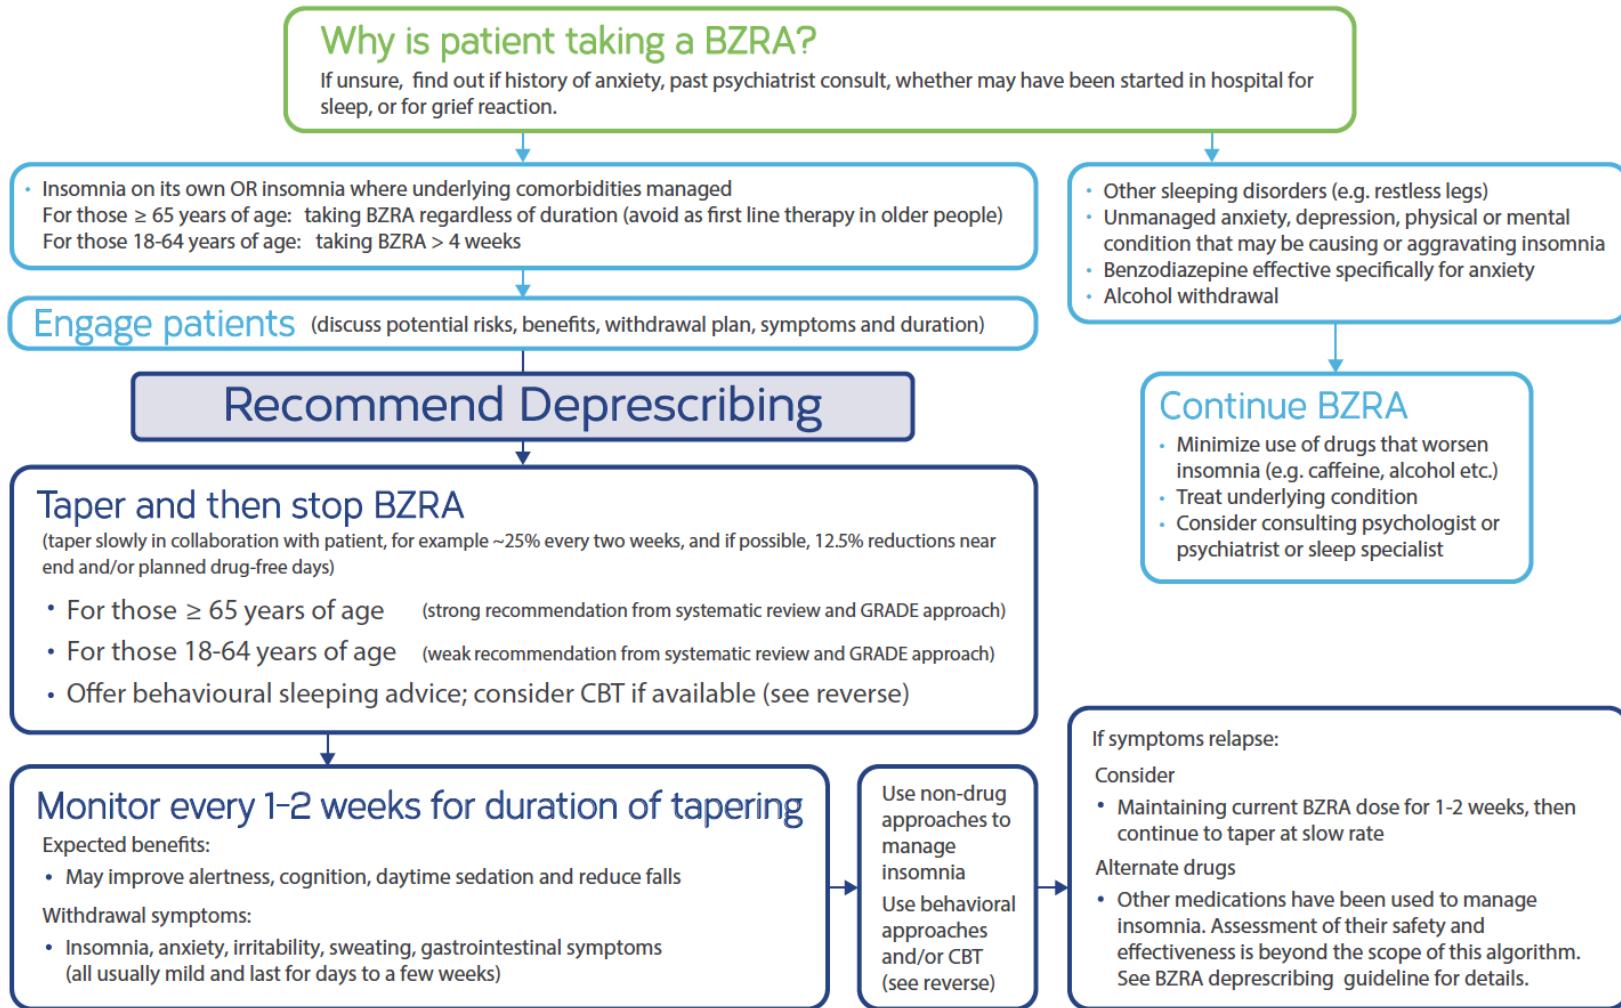 Why is patient taking a BZRA?
If unsure, find out if history of anxiety, past psychiatrist consult, whether may have been started in hospital for
sleep, or for grief reaction.
• Insomnia on its own OR insomnia where underlying comorbidities managed
For those ≥ 65 years of age: taking BZRA regardless of duration (avoid as first line therapy in older people)
For those 18-64 years of age: taking BZRA > 4 weeks
Engage patients (discuss potential risks, benefits, withdrawal plan, symptoms and duration)
Recommend Deprescribing
Taper and then stop BZRA
(taper slowly in collaboration with patient, for example ~25% every two weeks, and if possible, 12.5% reductions near
end and/or planned drug-free days)
• For those ≥ 65 years of age (strong recommendation from systematic review and GRADE approach)
• For those 18-64 years of age (weak recommendation from systematic review and GRADE approach)
• Offer behavioural sleeping advice; consider CBT if available (see reverse)
Monitor every 1-2 weeks for duration of tapering
Expected benefits:
• May improve alertness, cognition, daytime sedation and reduce falls
Withdrawal symptoms:
• Insomnia, anxiety, irritability, sweating, gastrointestinal symptoms
(all usually mild and last for days to a few weeks)
Use non-drug
approaches to
manage
insomnia
Use behavioral
approaches
and/or CBT
(see reverse)
If symptoms relapse:
Consider
• Maintaining current BZRA dose for 1-2 weeks, then
continue to taper at slow rate
Alternate drugs
• Other medications have been used to manage
insomnia. Assessment of their safety and
effectiveness is beyond the scope of this algorithm.
See BZRA deprescribing guideline for details.
• Other sleeping disorders (e.g. restless legs)
• Unmanaged anxiety, depression, physical or mental
condition that may be causing or aggravating insomnia
• Benzodiazepine effective specifically for anxiety
• Alcohol withdrawal
Continue BZRA
• Minimize use of drugs that worsen
insomnia (e.g. caffeine, alcohol etc.)
• Treat underlying condition
• Consider consulting psychologist or
psychiatrist or sleep specialist